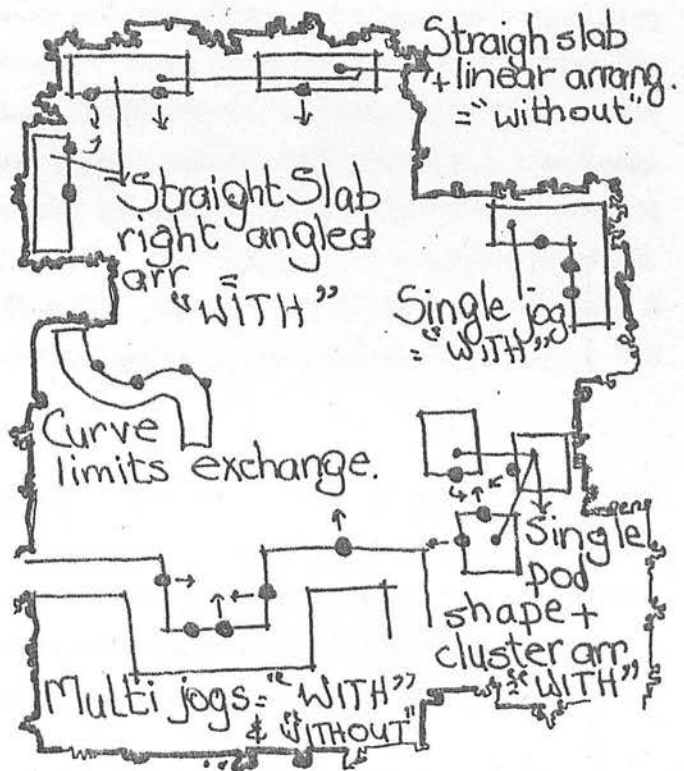 Straigh slab
+ linear arrang.
= "without"
Straight Slab
right angled
arr
= "WITH"
Single jog
= "WITH"
Curve
limits exchange.
Single
pod
shape +
cluster arr
= "WITH"
Multi jogs = "WITH"
& "WITHOUT"